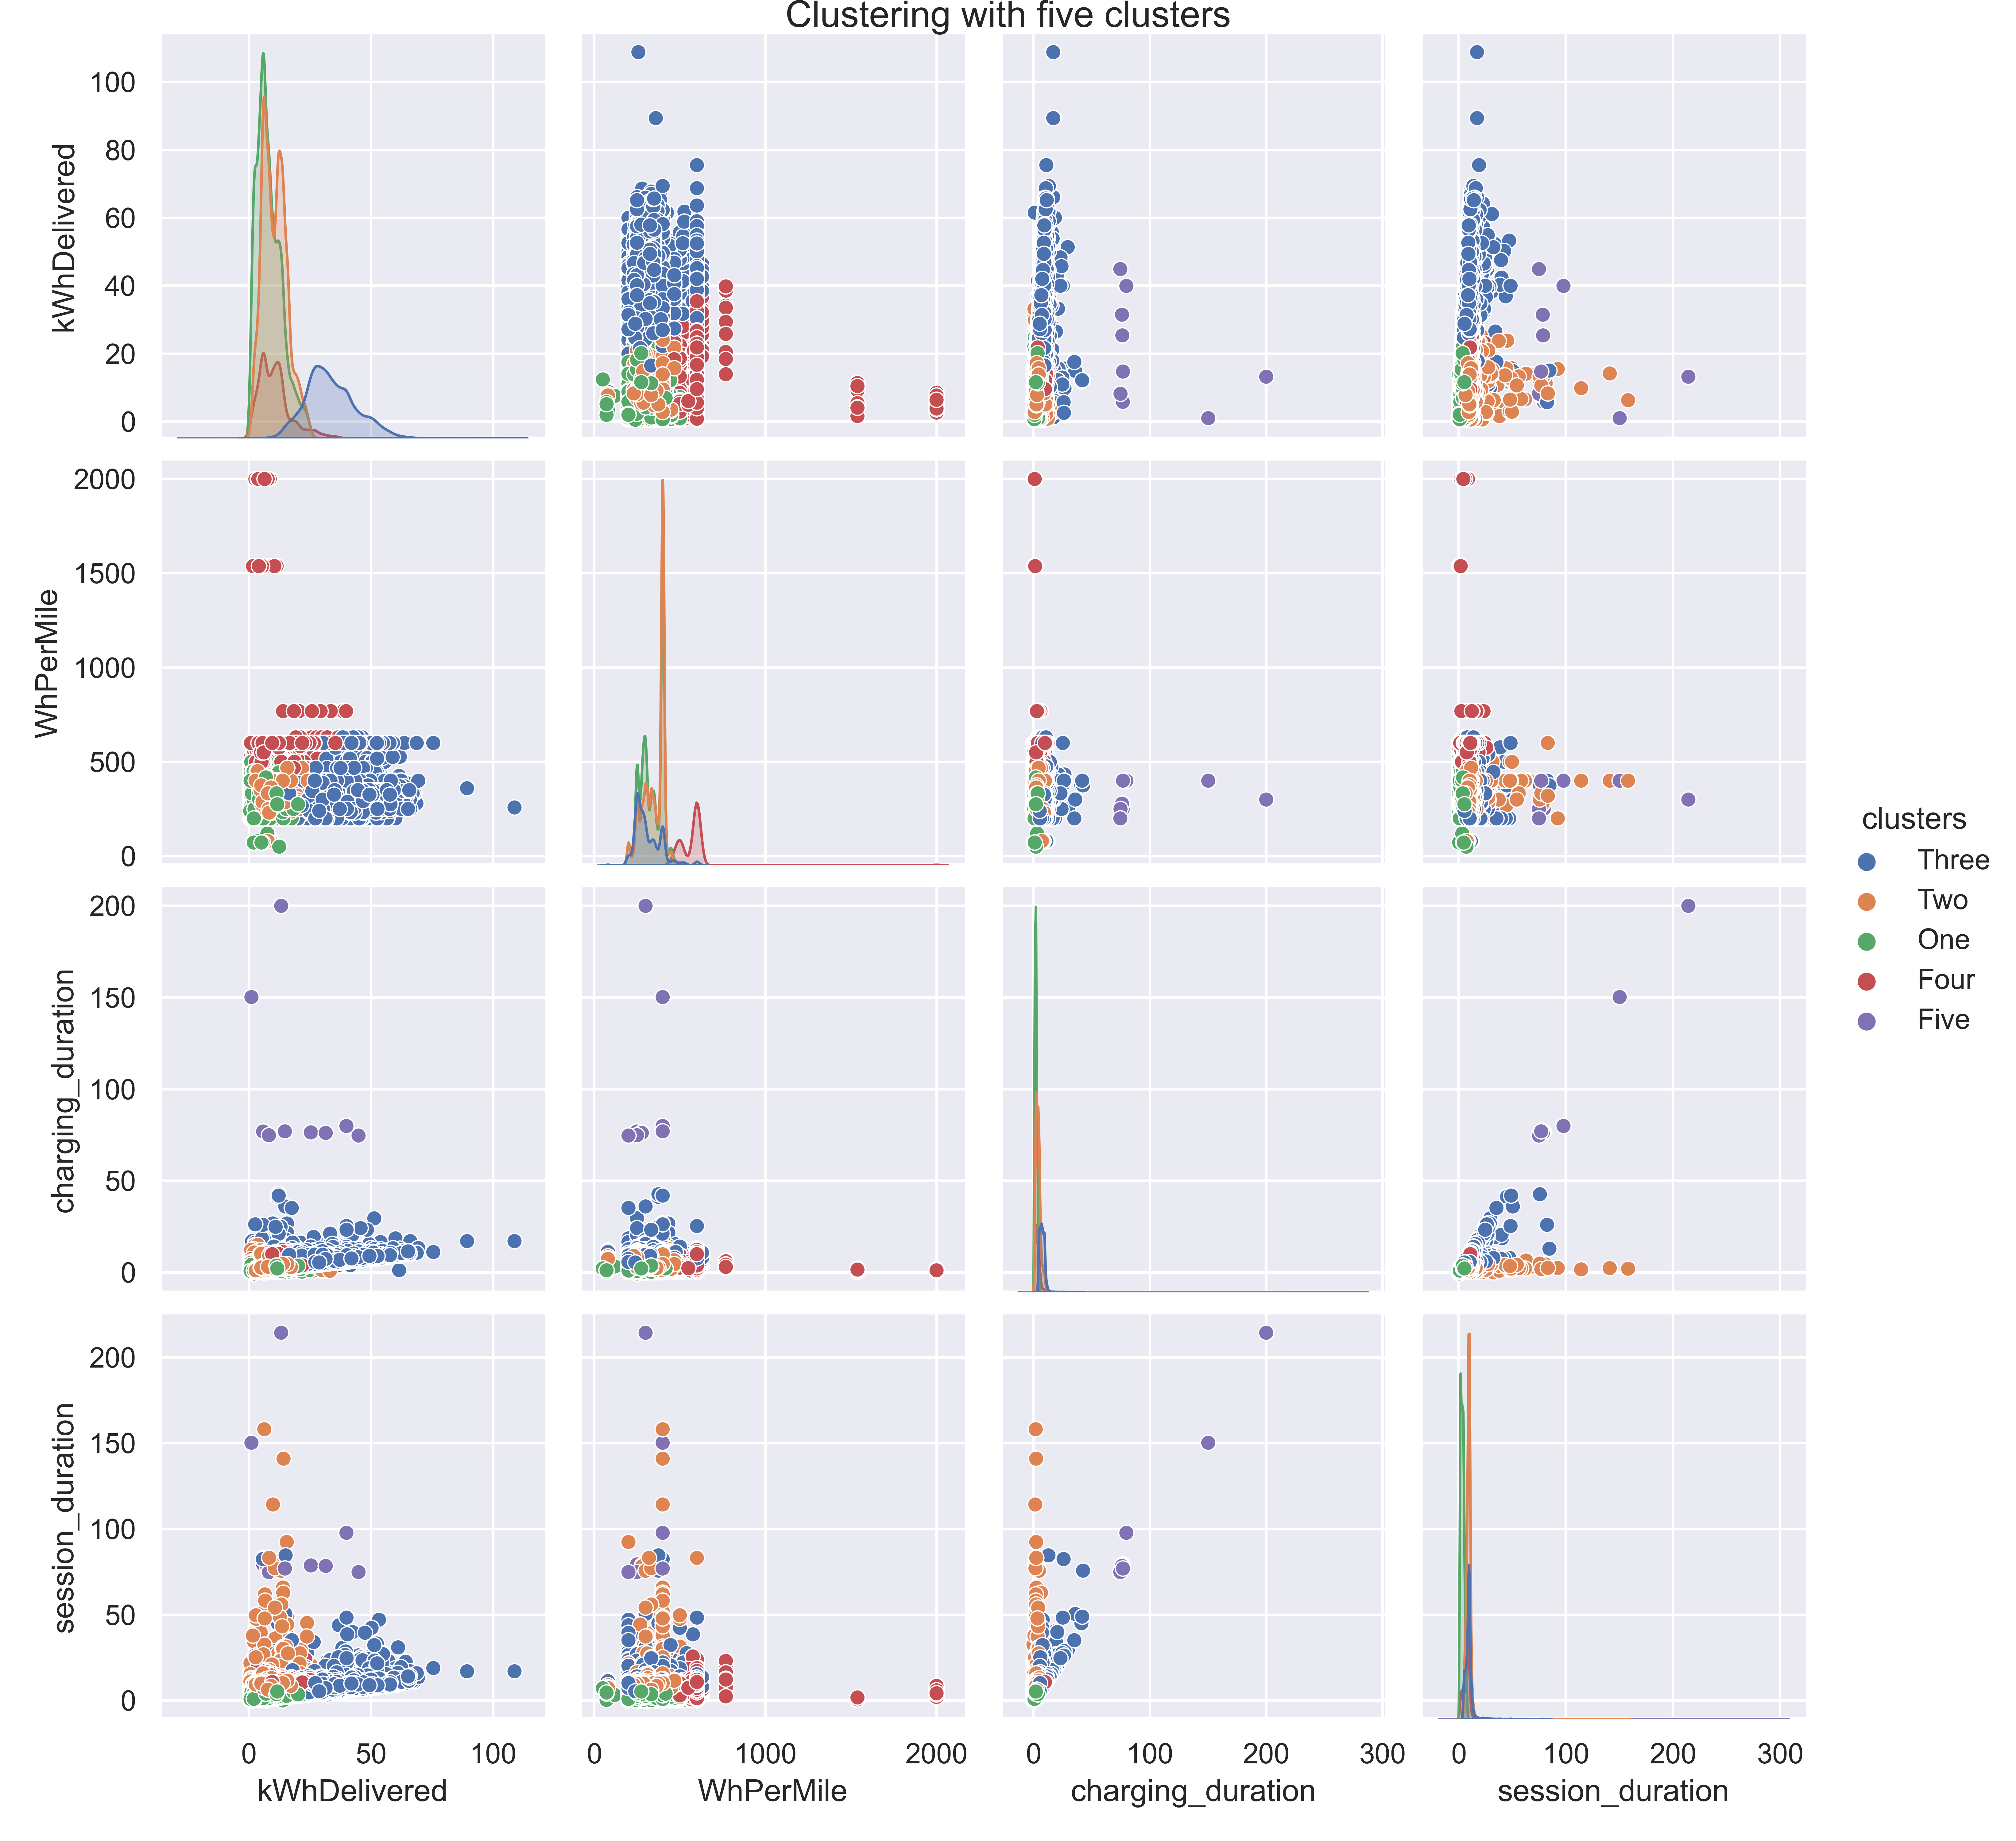 Clustering with five clusters
kWhDelivered
100
80
60
40
20
0
WhPerMile
2000
1500
1000
500
0
charging_duration
200
150
100
50
0
session_duration
200
150
100
50
0
0 50 100
0 1000 2000
0 100 200 300
0 100 200 300
kWhDelivered WhPerMile charging_duration session_duration
clusters
Three
Two
One
Four
Five